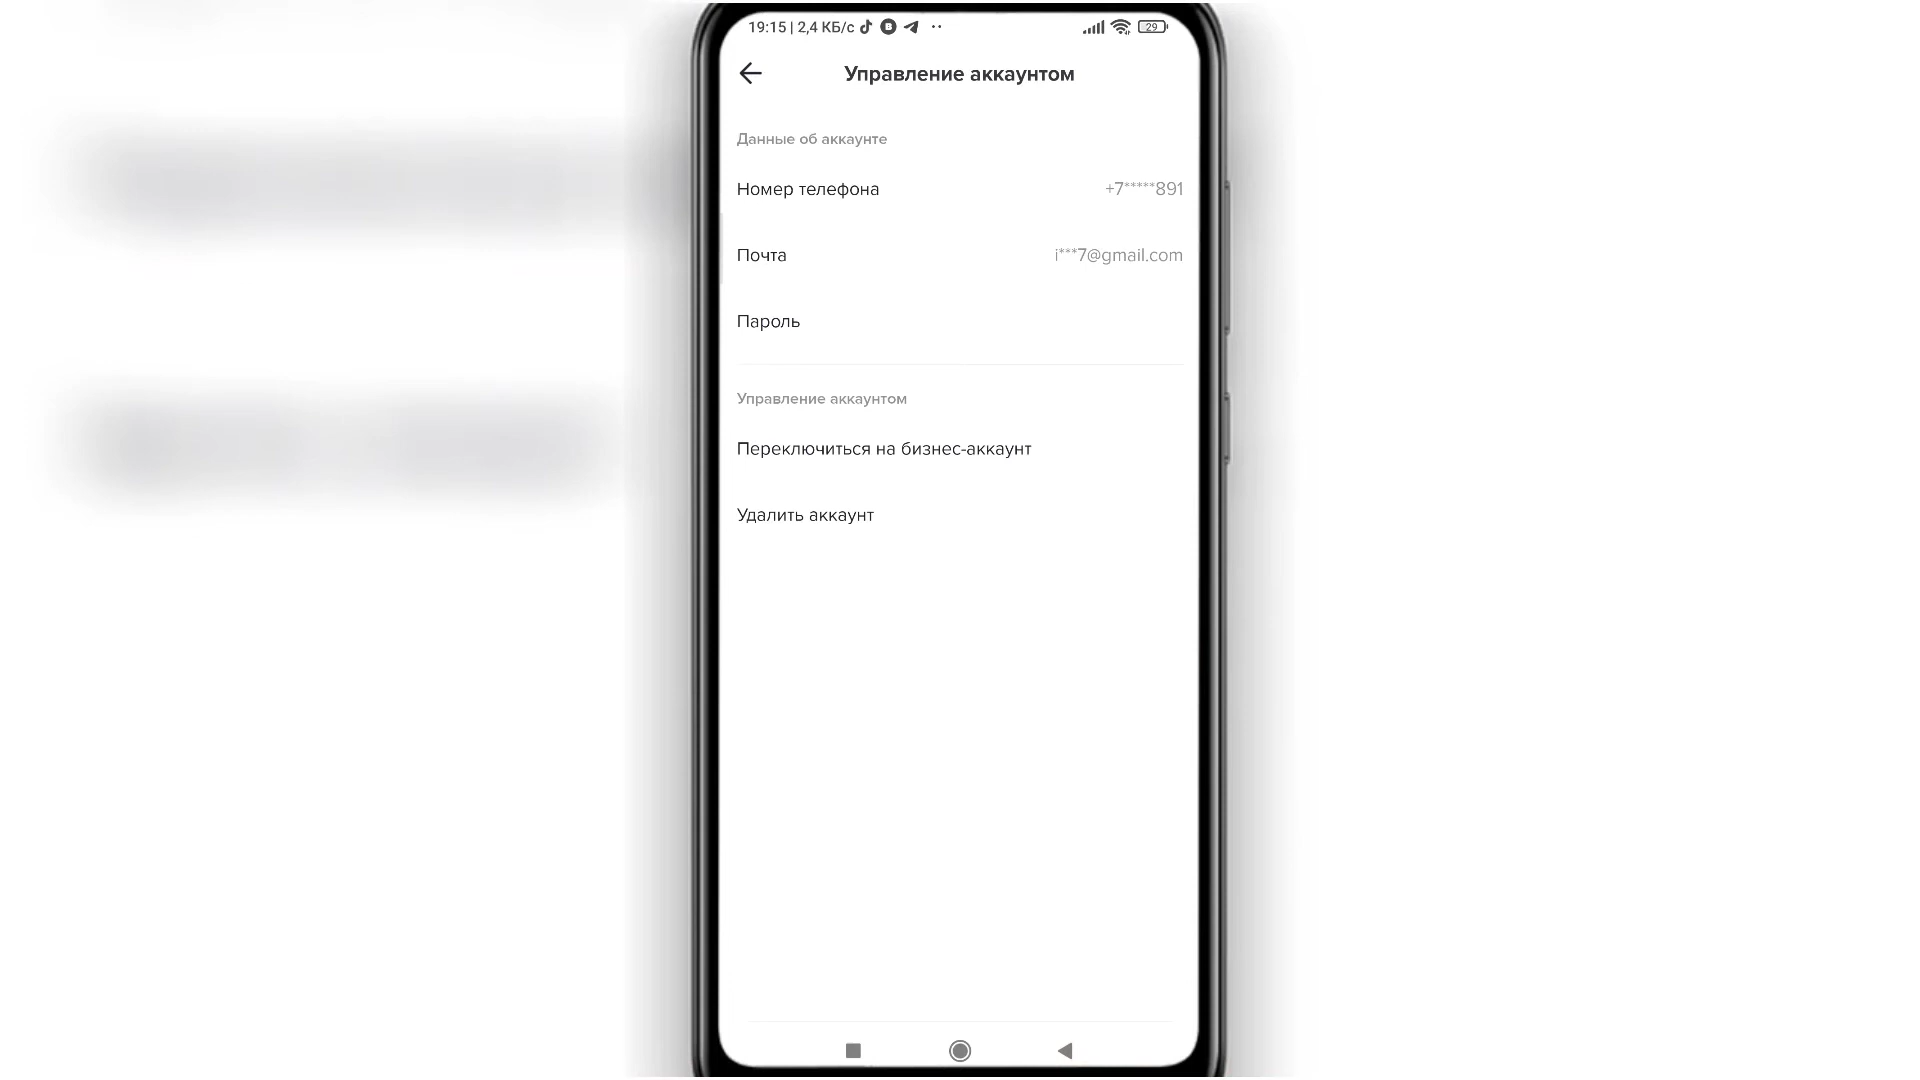 19:15 | 2,4 КБ/с 29
Управление аккаунтом
Данные об аккаунте
Номер телефона +7*****891
Почта i***7@gmail.com
Пароль
Управление аккаунтом
Переключиться на бизнес-аккаунт
Удалить аккаунт